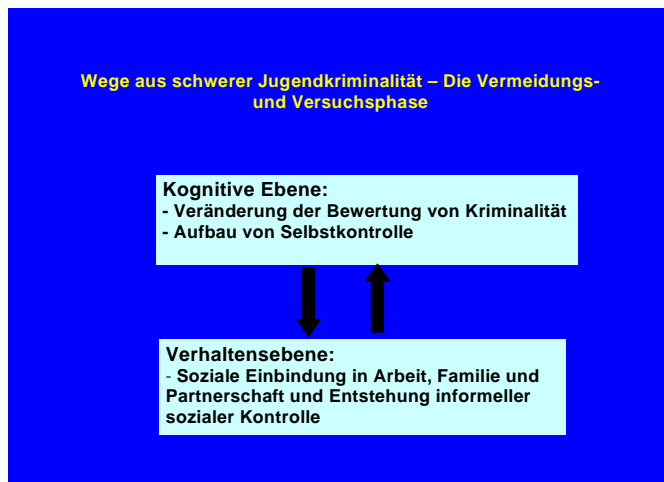 Wege aus schwerer Jugendkriminalität – Die Vermeidungs-
und Versuchsphase
Kognitive Ebene:
- Veränderung der Bewertung von Kriminalität
- Aufbau von Selbstkontrolle
Verhaltensebene:
- Soziale Einbindung in Arbeit, Familie und
Partnerschaft und Entstehung informeller
sozialer Kontrolle